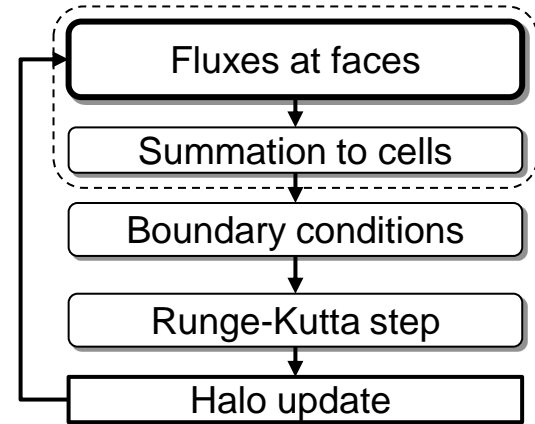 Fluxes at faces
Summation to cells
Boundary conditions
Runge-Kutta step
Halo update